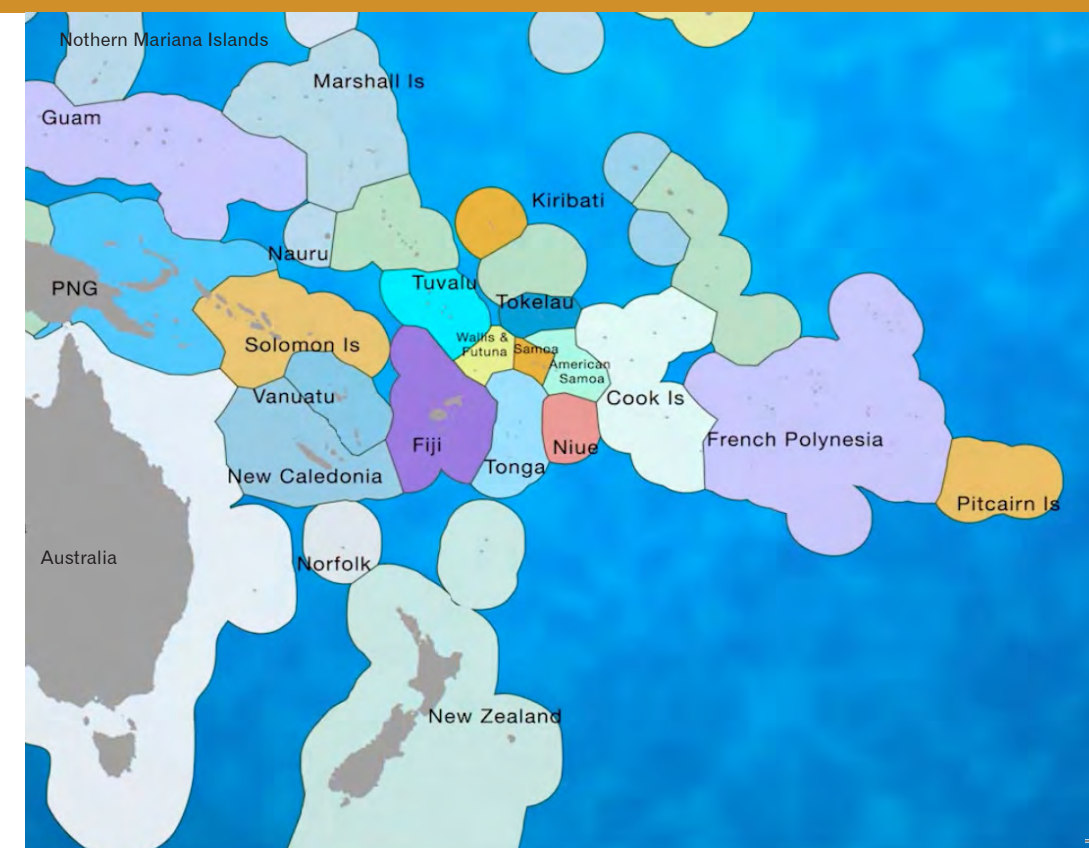 Nothern Mariana Islands
Marshall Is
Guam
Kiribati
Nauru
PNG
Tuvalu
Tokelau
Solomon Is
Wallis &
Futuna
Samoa
American
Samoa
Vanuatu
Cook Is
Fiji
Niue
French Polynesia
Tonga
New Caledonia
Pitcairn Is
Australia
Norfolk
New Zealand